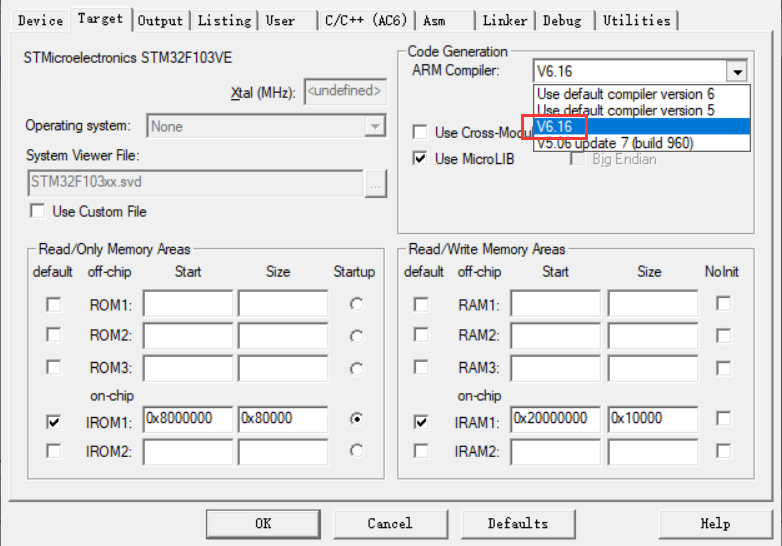 Device Target Output Listing User C/C++ (AC6) Asm Linker Debug Utilities
STMicroelectronics STM32F103VE
Xtal (MHz): <undefined>
Operating system: None
System Viewer File:
STM32F103xx.svd ...
Use Custom File
Code Generation
ARM Compiler: V6.16
Use default compiler version 6
Use default compiler version 5
V6.16
V5.06 update 7 (build 960)
Use Cross-Modu
Use MicroLIB Big Endian
Read/Only Memory Areas
default off-chip Start Size Startup
ROM1:
ROM2:
ROM3:
on-chip
IROM1: 0x8000000 0x80000
IROM2:
Read/Write Memory Areas
default off-chip Start Size NoInit
RAM1:
RAM2:
RAM3:
on-chip
IRAM1: 0x20000000 0x10000
IRAM2:
OK Cancel Defaults Help